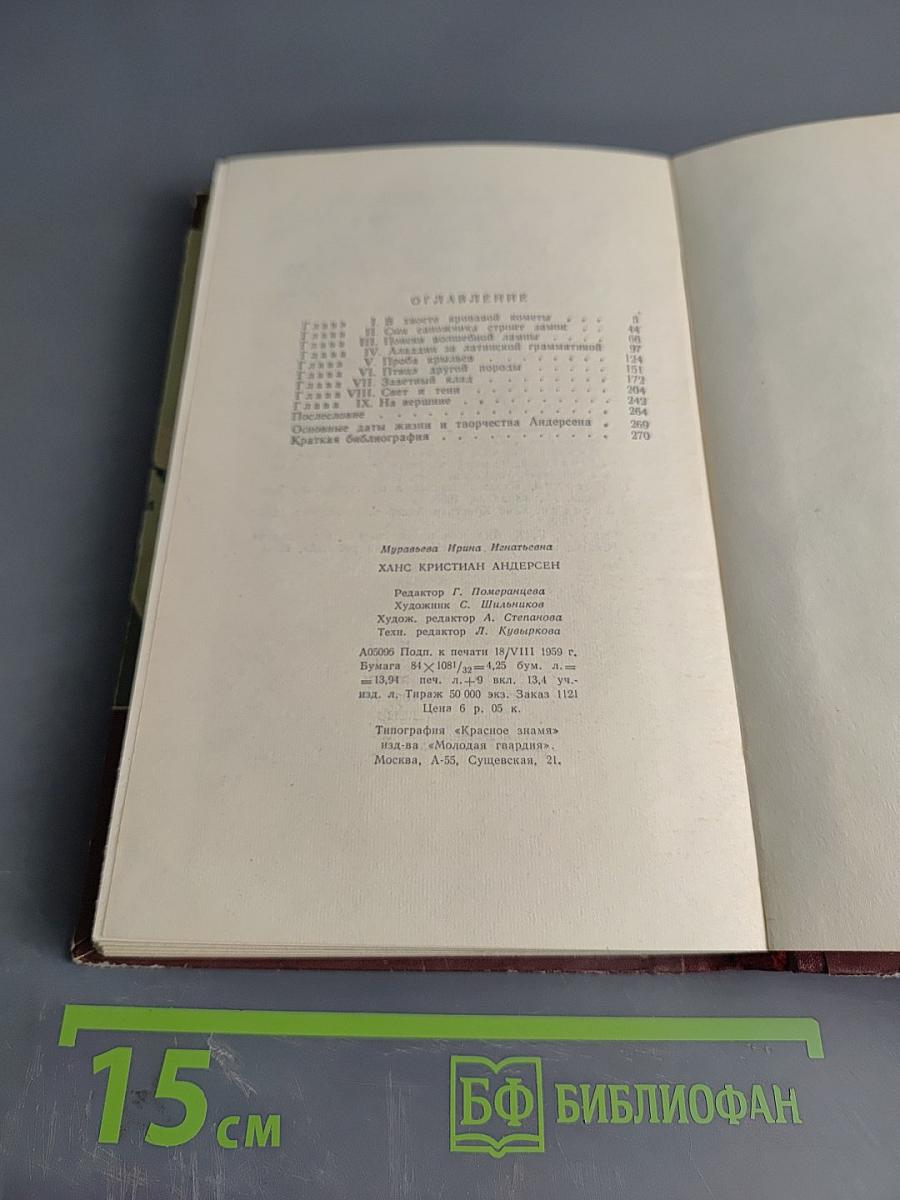 ОГЛАВЛЕНИЕ
Глава I. В хвосте кровавой кометы . . . 5
Глава II. Сын сапожника строит замок . . 44
Глава III. Поиски волшебной лампы . . . 66
Глава IV. Аладдин за латинской грамматикой 97
Глава V. Проба крыльев . . . . . . . 124
Глава VI. Птица другой породы . . . . . 151
Глава VII. Заветный клад . . . . . . . 172
Глава VIII. Свет и тени . . . . . . . . 204
Глава IX. На вершине . . . . . . . . 242
Послесловие . . . . . . . . . . . . . 264
Основные даты жизни и творчества Андерсена . 269
Краткая библиография . . . . . . . . . . 270
Муравьева Ирина Игнатьевна
ХАНС КРИСТИАН АНДЕРСЕН
Редактор Г. Померанцева
Художник С. Шильников
Худож. редактор А. Степанова
Техн. редактор Л. Кувыркова
А05096 Подп. к печати 18/VIII 1959 г.
Бумага 84×1081/32=4,25 бум. л.=
=13,94 печ. л.+9 вкл. 13,4 уч.-
изд. л. Тираж 50 000 экз. Заказ 1121
Цена 6 р. 05 к.
Типография «Красное знамя»
изд-ва «Молодая гвардия».
Москва, А-55, Сущевская, 21.
15 см
БФ БИБЛИОФАН